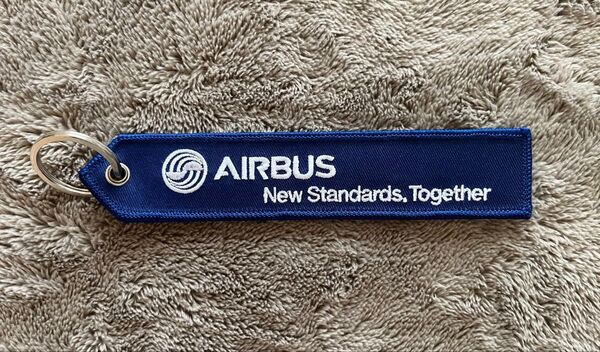 AIRBUS
New Standards. Together